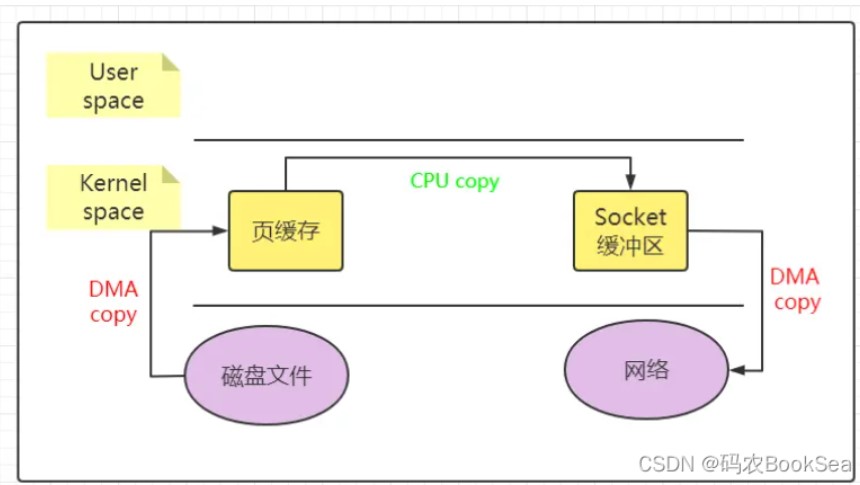 User
space
CPU copy
Kernel
space
页缓存
Socket
缓冲区
DMA
copy
DMA
copy
磁盘文件
网络
CSDN @码农BookSea